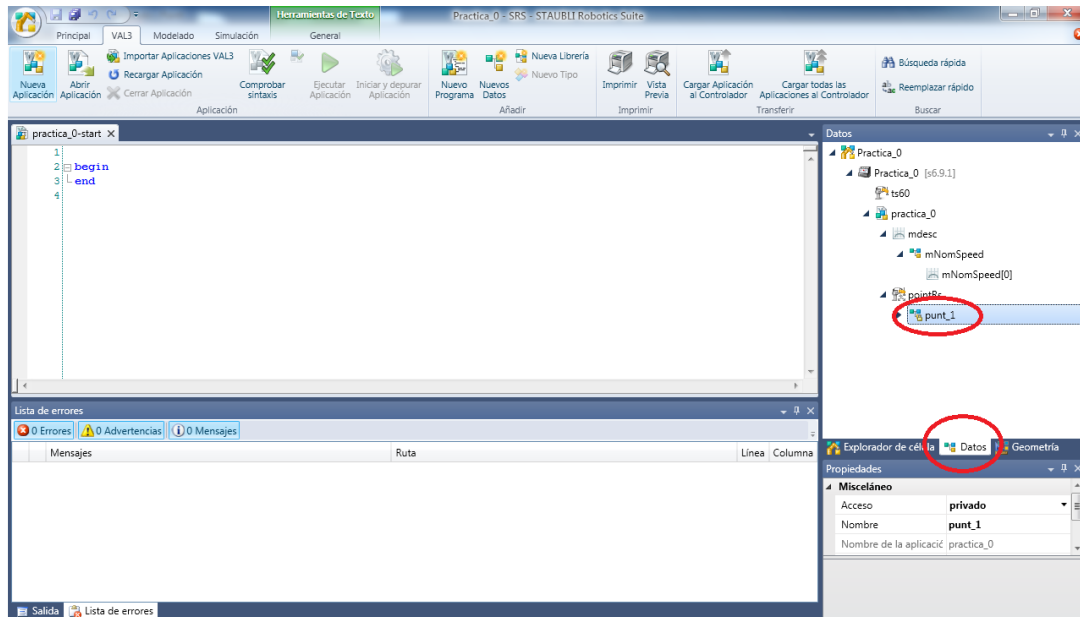 Herramientas de Texto
Practica_0 - SRS - STAUBLI Robotics Suite
Principal VAL3 Modelado Simulación General
Nueva Aplicación
Abrir Aplicación
Importar Aplicaciones VAL3
Recargar Aplicación
Cerrar Aplicación
Comprobar sintaxis
Ejecutar Aplicación
Iniciar y depurar Aplicación
Aplicación
Nuevo Programa
Nuevos Datos
Nueva Librería
Nuevo Tipo
Añadir
Imprimir
Vista Previa
Imprimir
Cargar Aplicación al Controlador
Cargar todas las Aplicaciones al Controlador
Transferir
Búsqueda rápida
Reemplazar rápido
Buscar
practica_0-start
1
2 begin
3 end
4
Datos
Practica_0
Practica_0 [s6.9.1]
ts60
practica_0
mdesc
mNomSpeed
mNomSpeed[0]
pointRs
punt_1
Explorador de célula Datos Geometría
Propiedades
Misceláneo
Acceso privado
Nombre punt_1
Nombre de la aplicació practica_0
Lista de errores
0 Errores 0 Advertencias 0 Mensajes
Mensajes Ruta Línea Columna
Salida Lista de errores